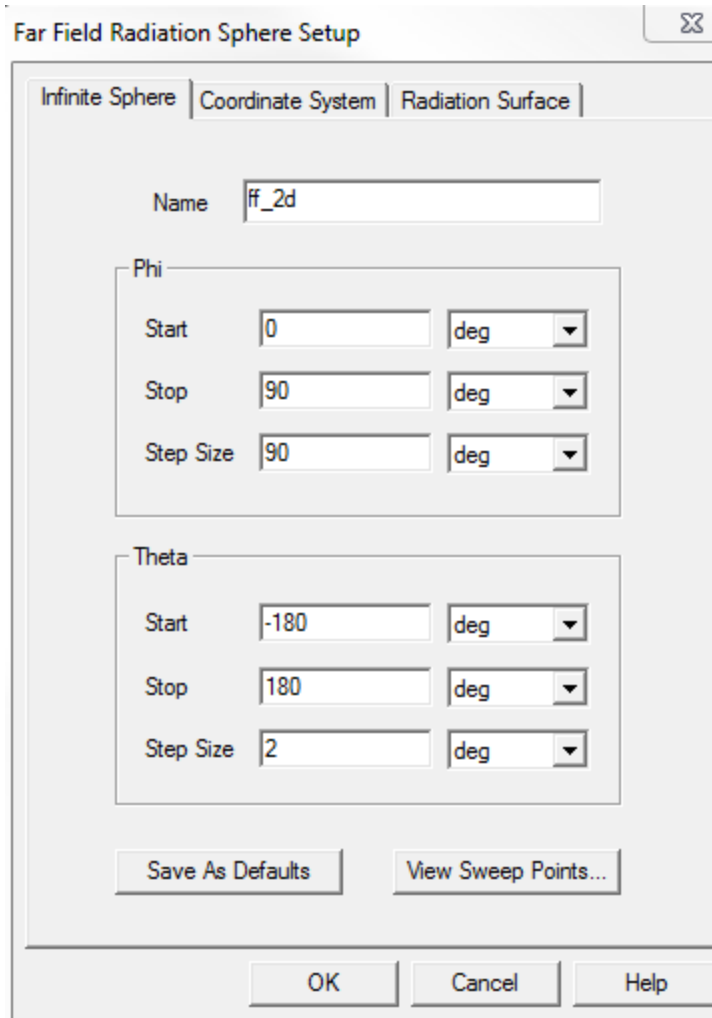 Far Field Radiation Sphere Setup
Infinite Sphere Coordinate System Radiation Surface
Name ff_2d
Phi
Start 0 deg
Stop 90 deg
Step Size 90 deg
Theta
Start -180 deg
Stop 180 deg
Step Size 2 deg
Save As Defaults View Sweep Points...
OK Cancel Help